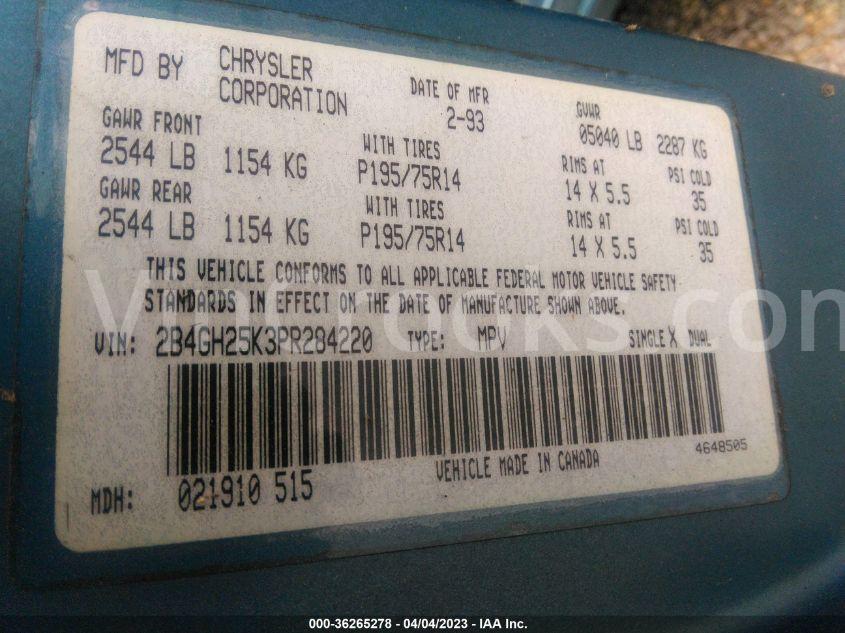 MFD BY CHRYSLER CORPORATION DATE OF MFR 2-93 GVWR 05040 LB 2287 KG
GAWR FRONT WITH TIRES RIMS AT PSI COLD
2544 LB 1154 KG P195/75R14 14 X 5.5 35
GAWR REAR WITH TIRES RIMS AT PSI COLD
2544 LB 1154 KG P195/75R14 14 X 5.5 35
THIS VEHICLE CONFORMS TO ALL APPLICABLE FEDERAL MOTOR VEHICLE SAFETY
STANDARDS IN EFFECT ON THE DATE OF MANUFACTURE SHOWN ABOVE.
VIN: 2B4GH25K3PR284220 TYPE: MPV SINGLE X DUAL
VEHICLE MADE IN CANADA 4648505
MDH: 021910 515
000-36265278 - 04/04/2023 - IAA Inc.